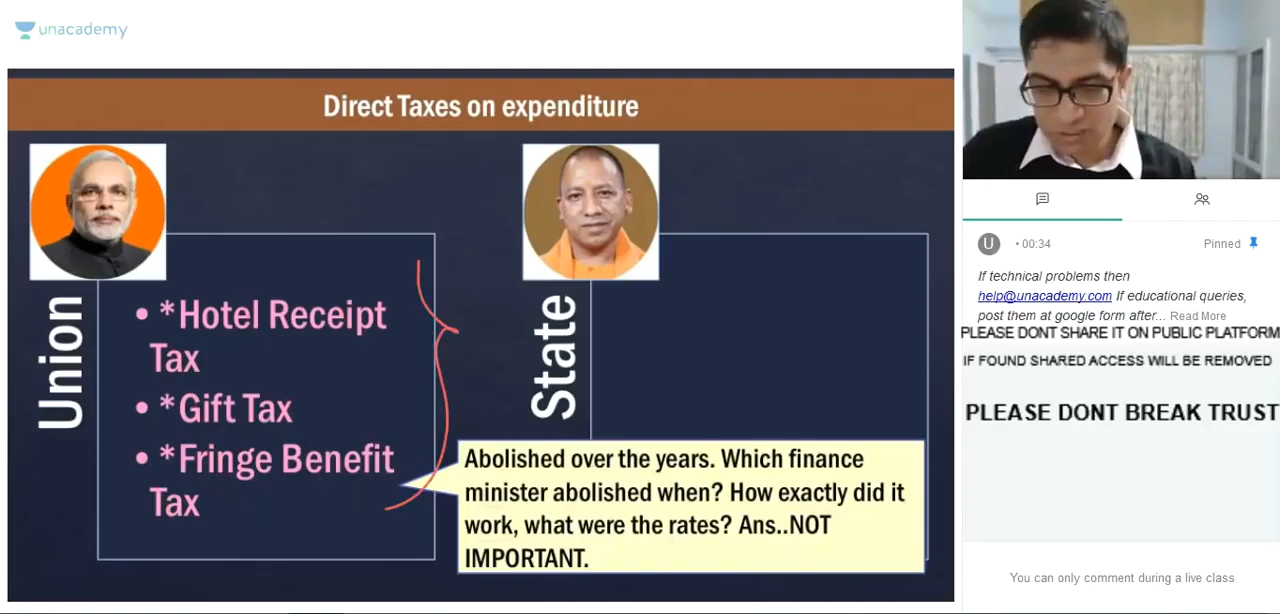 unacademy
Direct Taxes on expenditure
Union
• *Hotel Receipt
Tax
• *Gift Tax
• *Fringe Benefit
Tax
State
Abolished over the years. Which finance
minister abolished when? How exactly did it
work, what were the rates? Ans..NOT
IMPORTANT.
U • 00:34 Pinned
If technical problems then
help@unacademy.com If educational queries,
post them at google form after... Read More
PLEASE DONT SHARE IT ON PUBLIC PLATFORM
IF FOUND SHARED ACCESS WILL BE REMOVED
PLEASE DONT BREAK TRUST
You can only comment during a live class